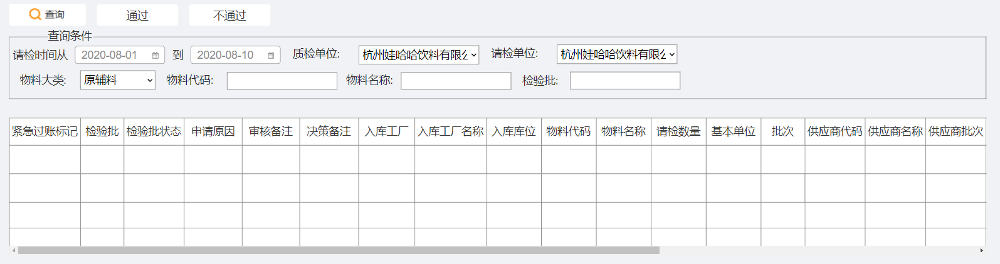 查询 通过 不通过
查询条件
请检时间从 2020-08-01 到 2020-08-10 质检单位: 杭州娃哈哈饮料有限公 请检单位: 杭州娃哈哈饮料有限公
物料大类: 原辅料 物料代码: 物料名称: 检验批:
紧急过账标记 检验批 检验批状态 申请原因 审核备注 决策备注 入库工厂 入库工厂名称 入库库位 物料代码 物料名称 请检数量 基本单位 批次 供应商代码 供应商名称 供应商批次